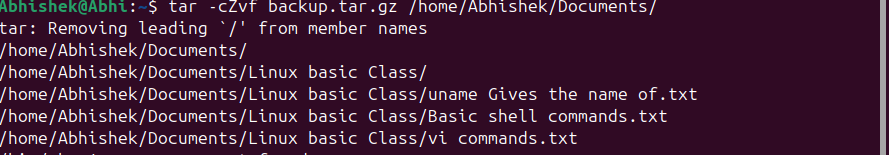 Abhishek@Abhi:~$ tar -cZvf backup.tar.gz /home/Abhishek/Documents/
tar: Removing leading `/' from member names
/home/Abhishek/Documents/
/home/Abhishek/Documents/Linux basic Class/
/home/Abhishek/Documents/Linux basic Class/uname Gives the name of.txt
/home/Abhishek/Documents/Linux basic Class/Basic shell commands.txt
/home/Abhishek/Documents/Linux basic Class/vi commands.txt